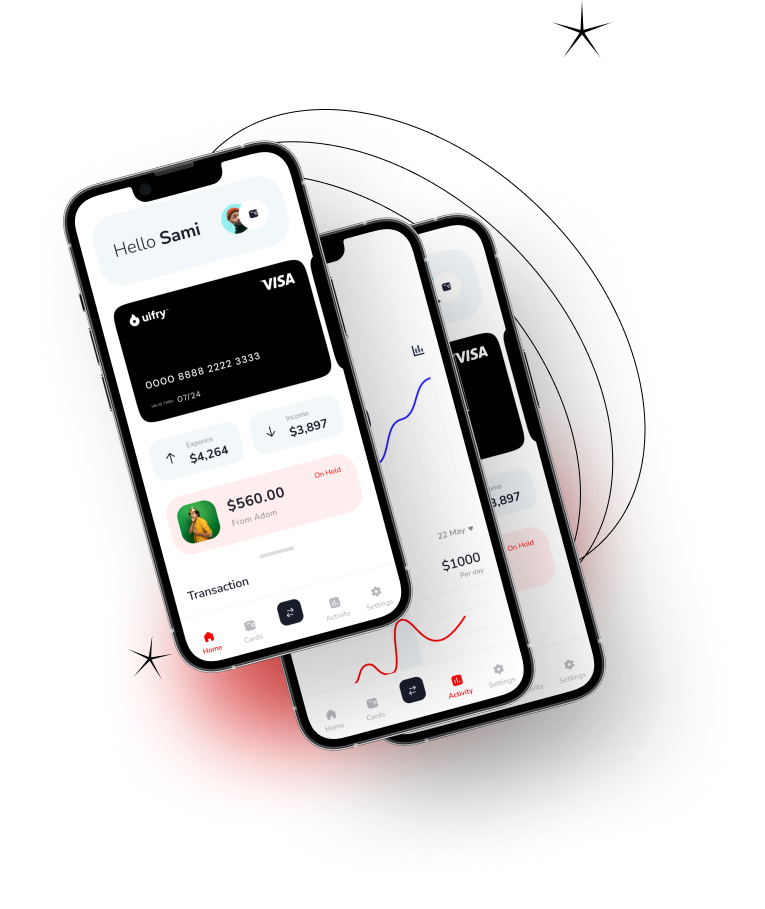 Hello Sami
VISA
uifry
0000 8888 2222 3333
VALID THRU 07/24
Expence
$4,264
Income
$3,897
On Hold
$560.00
From Adom
Transaction
Home
Cards
Activity
Settings
22 May
$1000
Per day
Home
Cards
Activity
Settings
VISA
ome
3,897
On Hold
vity
Settings